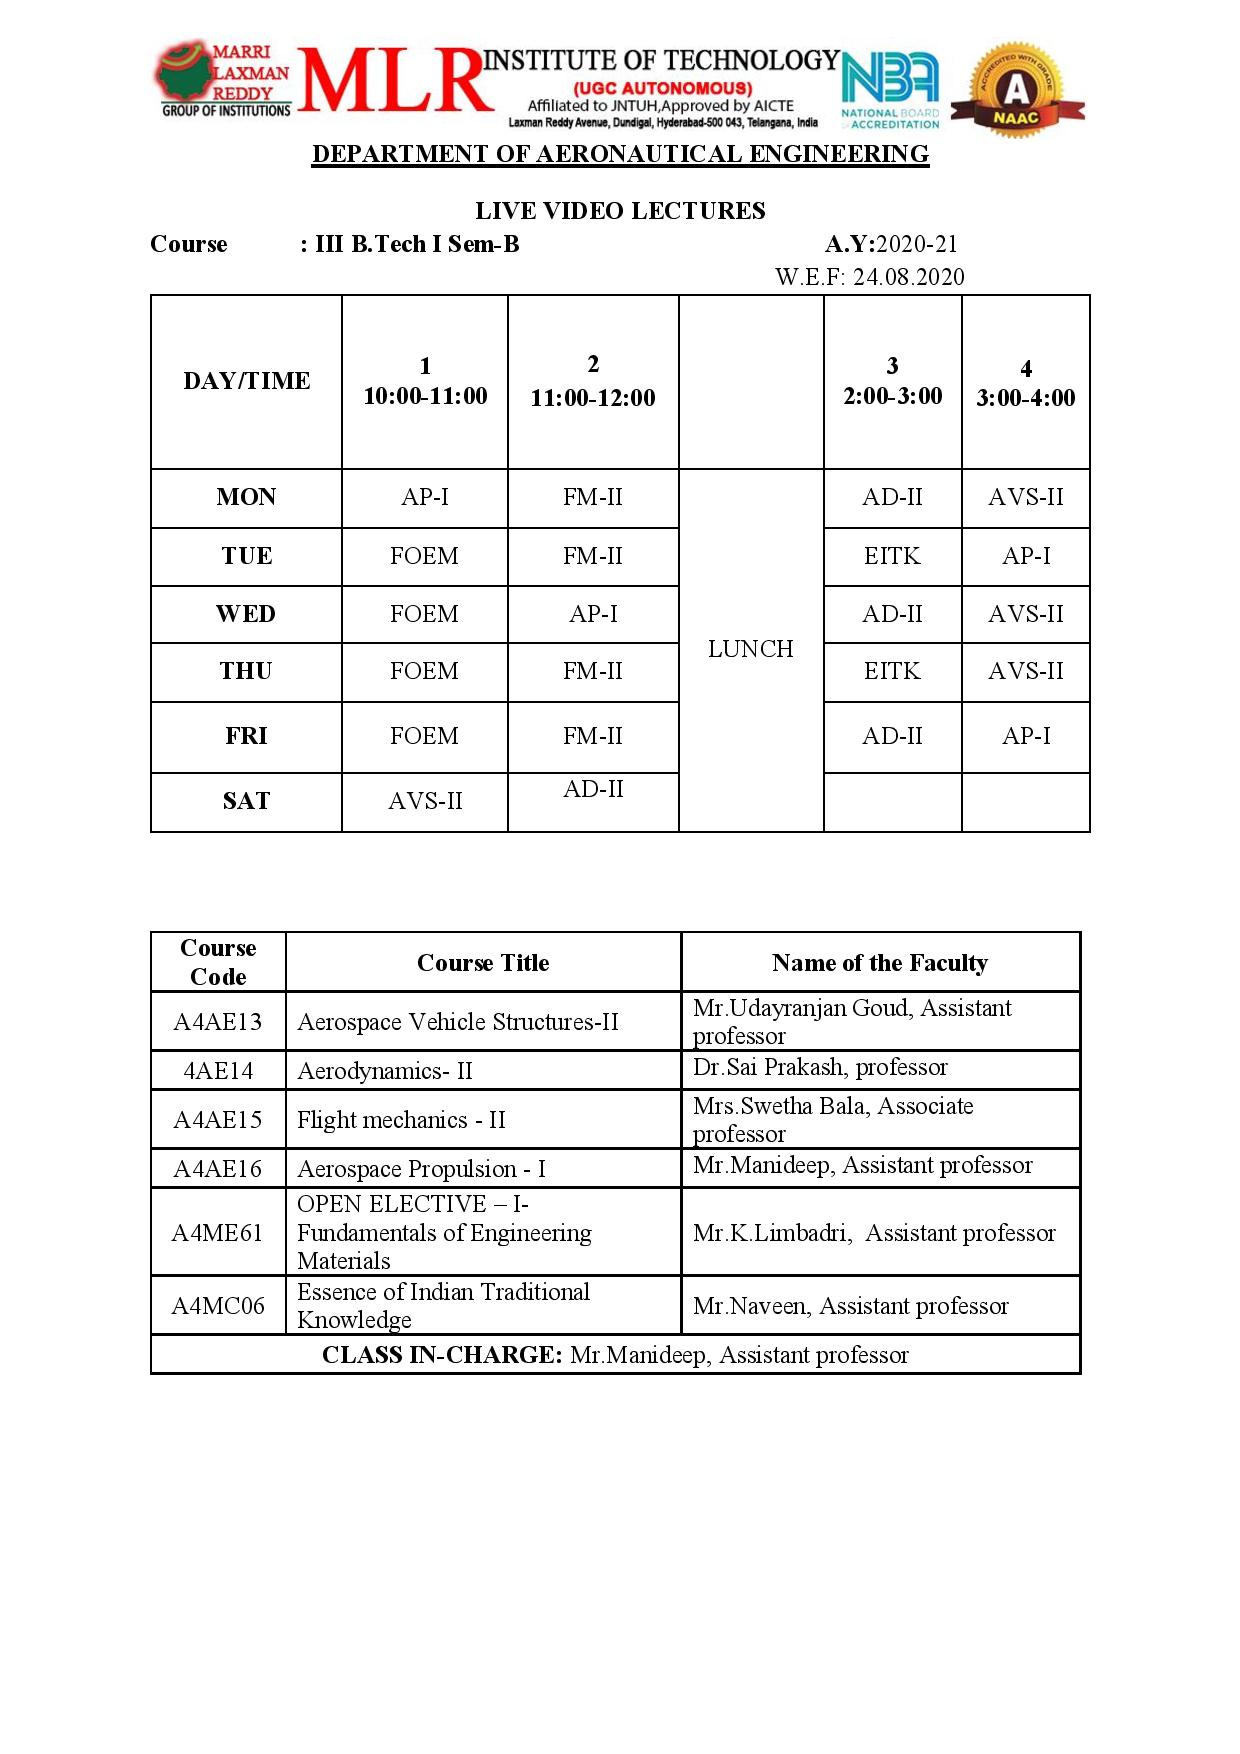 MARRI
LAXMAN
REDDY
GROUP OF INSTITUTIONS
MLR
INSTITUTE OF TECHNOLOGY
(UGC AUTONOMOUS)
Affiliated to JNTUH,Approved by AICTE
Laxman Reddy Avenue, Dundigal, Hyderabad-500 043, Telangana, India
NBA
NATIONAL BOARD
of ACCREDITATION
ACCREDITED WITH GRADE
A
NAAC
DEPARTMENT OF AERONAUTICAL ENGINEERING
LIVE VIDEO LECTURES
Course : III B.Tech I Sem-B A.Y:2020-21
W.E.F: 24.08.2020
DAY/TIME 1 10:00-11:00 2 11:00-12:00 3 2:00-3:00 4 3:00-4:00
MON AP-I FM-II AD-II AVS-II
TUE FOEM FM-II EITK AP-I
WED FOEM AP-I AD-II AVS-II
LUNCH
THU FOEM FM-II EITK AVS-II
FRI FOEM FM-II AD-II AP-I
SAT AVS-II AD-II
Course Code Course Title Name of the Faculty
A4AE13 Aerospace Vehicle Structures-II Mr.Udayranjan Goud, Assistant professor
4AE14 Aerodynamics- II Dr.Sai Prakash, professor
A4AE15 Flight mechanics - II Mrs.Swetha Bala, Associate professor
A4AE16 Aerospace Propulsion - I Mr.Manideep, Assistant professor
A4ME61 OPEN ELECTIVE – I- Fundamentals of Engineering Materials Mr.K.Limbadri, Assistant professor
A4MC06 Essence of Indian Traditional Knowledge Mr.Naveen, Assistant professor
CLASS IN-CHARGE: Mr.Manideep, Assistant professor